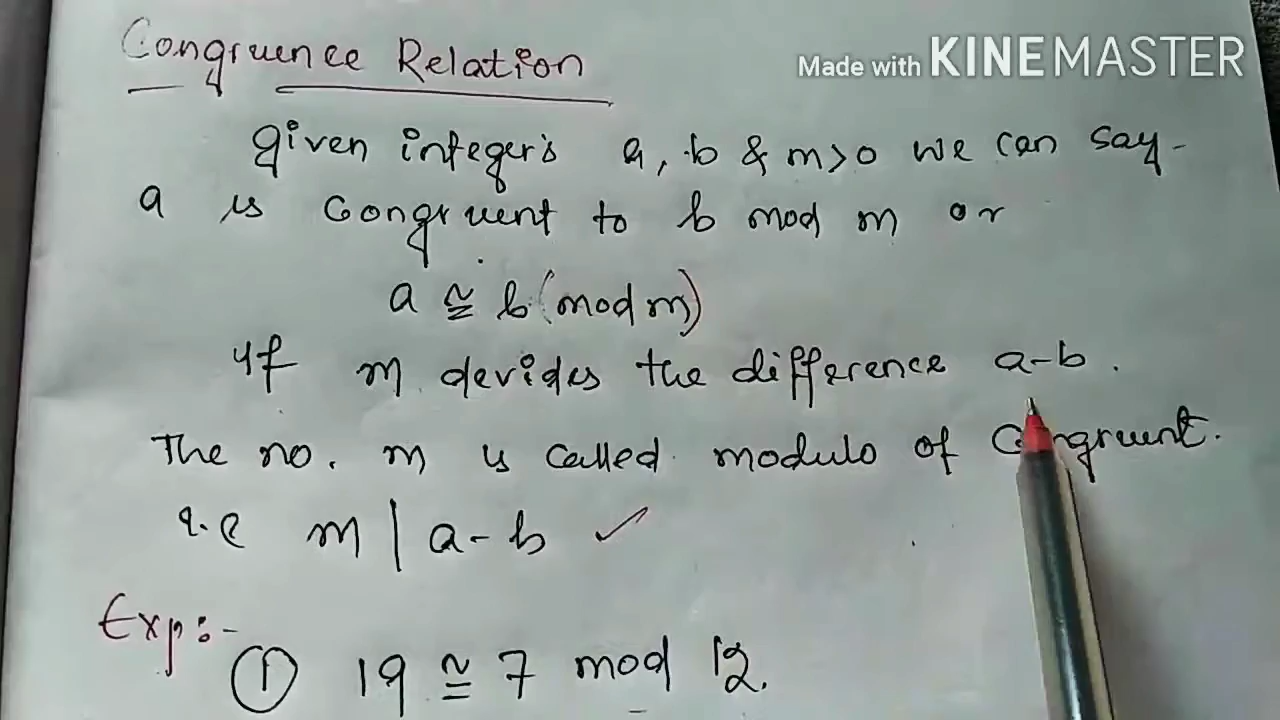 Congruence Relation
Made with KINEMASTER
given integers a, b & m>0 we can say-
a is congruent to b mod m or
a ≅ b (mod m)
If m devides the difference a-b.
The no. m is called modulo of Congruent.
i.e m | a-b ✓
Exp:-
① 19 ≅ 7 mod 12.